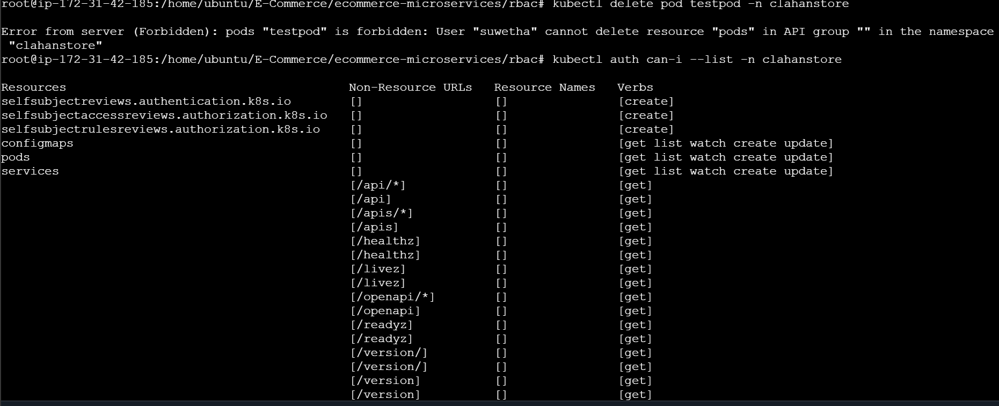 root@ip-172-31-42-185:/home/ubuntu/E-Commerce/ecommerce-microservices/rbac# kubectl delete pod testpod -n clahanstore
Error from server (Forbidden): pods "testpod" is forbidden: User "suwetha" cannot delete resource "pods" in API group "" in the namespace
"clahanstore"
root@ip-172-31-42-185:/home/ubuntu/E-Commerce/ecommerce-microservices/rbac# kubectl auth can-i --list -n clahanstore
Resources Non-Resource URLs Resource Names Verbs
selfsubjectreviews.authentication.k8s.io [] [] [create]
selfsubjectaccessreviews.authorization.k8s.io [] [] [create]
selfsubjectrulesreviews.authorization.k8s.io [] [] [create]
configmaps [] [] [get list watch create update]
pods [] [] [get list watch create update]
services [] [] [get list watch create update]
[/api/*] [] [get]
[/api] [] [get]
[/apis/*] [] [get]
[/apis] [] [get]
[/healthz] [] [get]
[/healthz] [] [get]
[/livez] [] [get]
[/livez] [] [get]
[/openapi/*] [] [get]
[/openapi] [] [get]
[/readyz] [] [get]
[/readyz] [] [get]
[/version/] [] [get]
[/version/] [] [get]
[/version] [] [get]
[/version] [] [get]